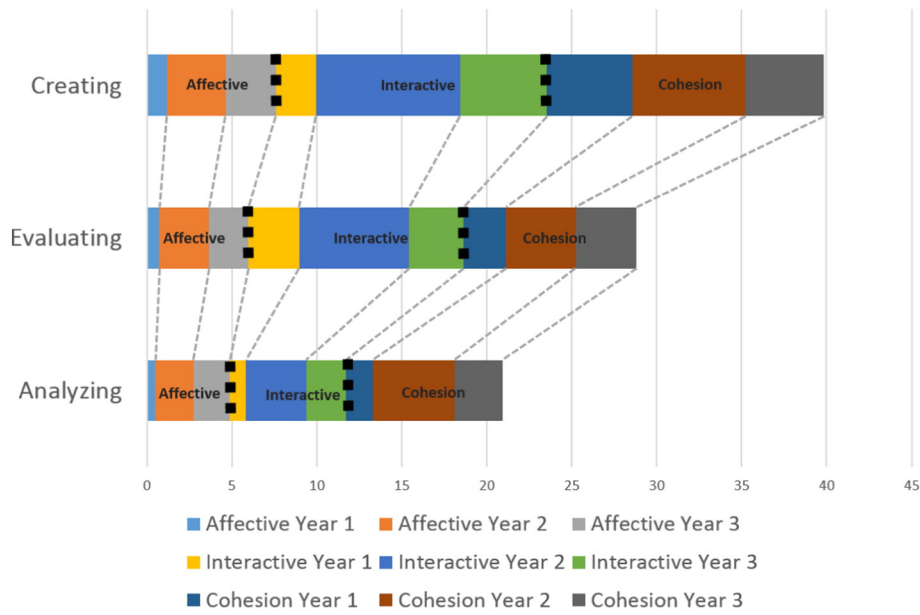 Creating
Affective Interactive Cohesion
Evaluating
Affective Interactive Cohesion
Analyzing
Affective Interactive Cohesion
0 5 10 15 20 25 30 35 40 45
Affective Year 1 Affective Year 2 Affective Year 3
Interactive Year 1 Interactive Year 2 Interactive Year 3
Cohesion Year 1 Cohesion Year 2 Cohesion Year 3